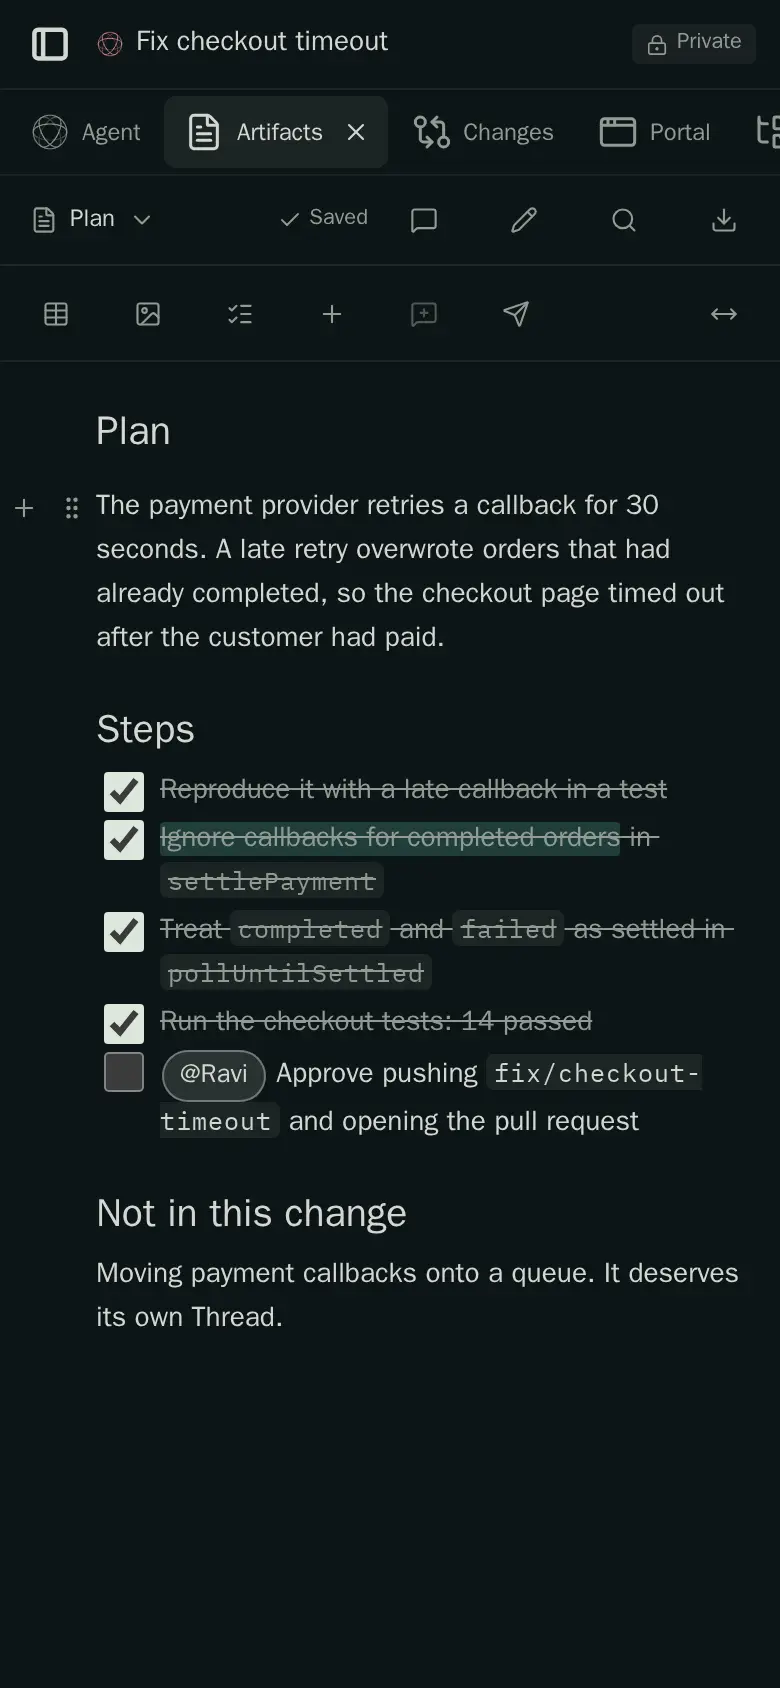 Fix checkout timeout
Private
Agent
Artifacts
Changes
Portal
Plan
Saved
Plan
The payment provider retries a callback for 30
seconds. A late retry overwrote orders that had
already completed, so the checkout page timed out
after the customer had paid.
Steps
Reproduce it with a late callback in a test
Ignore callbacks for completed orders in
settlePayment
Treat completed and failed as settled in
pollUntilSettled
Run the checkout tests: 14 passed
@Ravi Approve pushing fix/checkout-
timeout and opening the pull request
Not in this change
Moving payment callbacks onto a queue. It deserves
its own Thread.